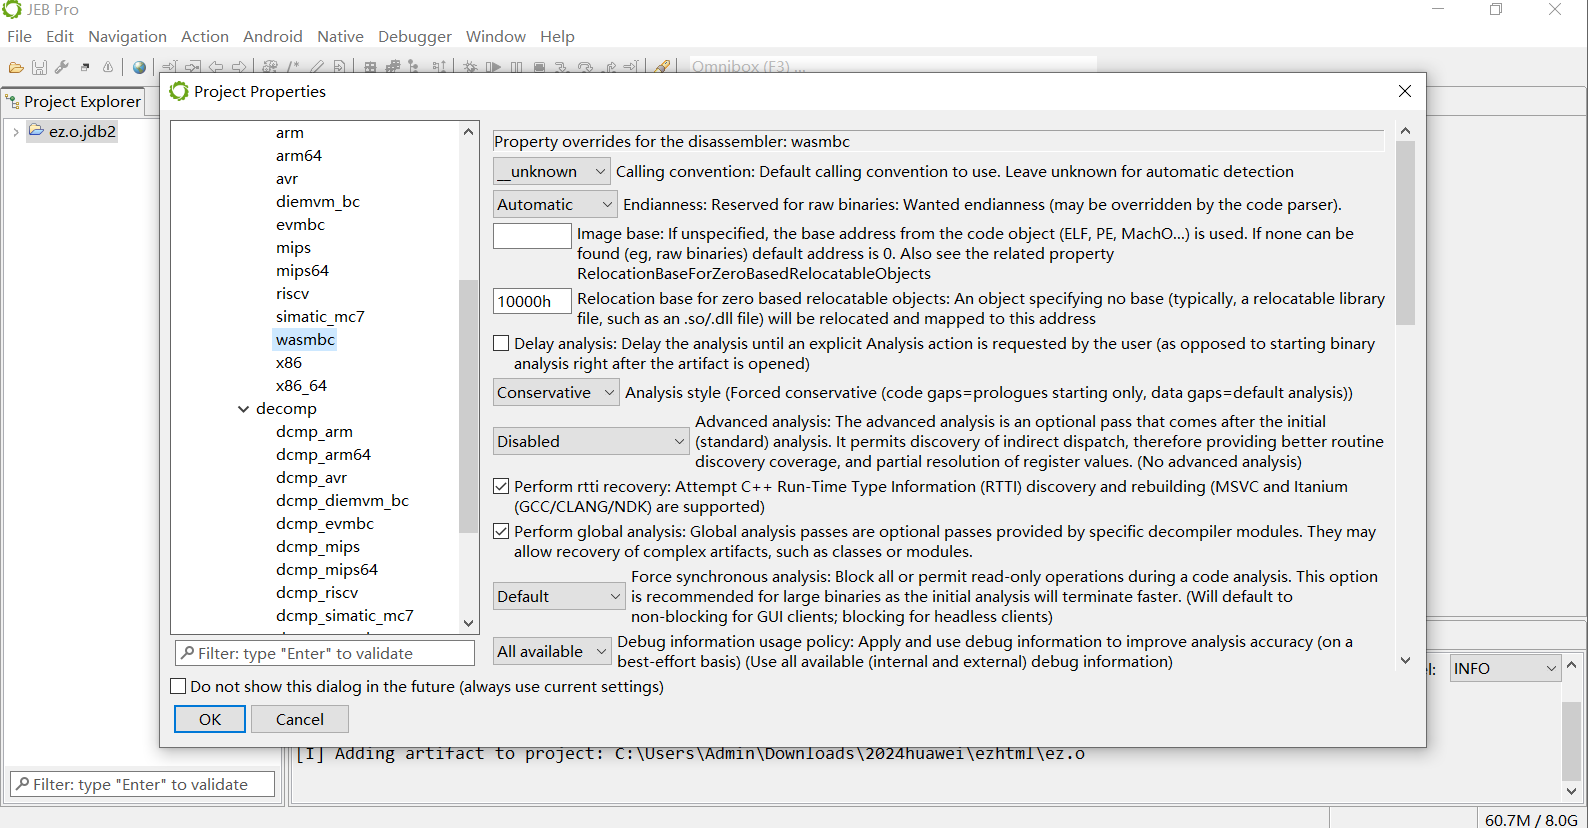 JEB Pro
File Edit Navigation Action Android Native Debugger Window Help
Omnibox (F3) ...
Project Explorer
ez.o.jdb2
Project Properties
arm
arm64
avr
diemvm_bc
evmbc
mips
mips64
riscv
simatic_mc7
wasmbc
x86
x86_64
decomp
dcmp_arm
dcmp_arm64
dcmp_avr
dcmp_diemvm_bc
dcmp_evmbc
dcmp_mips
dcmp_mips64
dcmp_riscv
dcmp_simatic_mc7
Filter: type "Enter" to validate
Property overrides for the disassembler: wasmbc
__unknown Calling convention: Default calling convention to use. Leave unknown for automatic detection
Automatic Endianness: Reserved for raw binaries: Wanted endianness (may be overridden by the code parser).
Image base: If unspecified, the base address from the code object (ELF, PE, MachO...) is used. If none can be
found (eg, raw binaries) default address is 0. Also see the related property
RelocationBaseForZeroBasedRelocatableObjects
10000h Relocation base for zero based relocatable objects: An object specifying no base (typically, a relocatable library
file, such as an .so/.dll file) will be relocated and mapped to this address
Delay analysis: Delay the analysis until an explicit Analysis action is requested by the user (as opposed to starting binary
analysis right after the artifact is opened)
Conservative Analysis style (Forced conservative (code gaps=prologues starting only, data gaps=default analysis))
Advanced analysis: The advanced analysis is an optional pass that comes after the initial
Disabled (standard) analysis. It permits discovery of indirect dispatch, therefore providing better routine
discovery coverage, and partial resolution of register values. (No advanced analysis)
Perform rtti recovery: Attempt C++ Run-Time Type Information (RTTI) discovery and rebuilding (MSVC and Itanium
(GCC/CLANG/NDK) are supported)
Perform global analysis: Global analysis passes are optional passes provided by specific decompiler modules. They may
allow recovery of complex artifacts, such as classes or modules.
Force synchronous analysis: Block all or permit read-only operations during a code analysis. This option
Default is recommended for large binaries as the initial analysis will terminate faster. (Will default to
non-blocking for GUI clients; blocking for headless clients)
Debug information usage policy: Apply and use debug information to improve analysis accuracy (on a
All available best-effort basis) (Use all available (internal and external) debug information)
Do not show this dialog in the future (always use current settings)
OK Cancel
INFO
[I] Adding artifact to project: C:\Users\Admin\Downloads\2024huawei\ezhtml\ez.o
Filter: type "Enter" to validate
60.7M / 8.0G